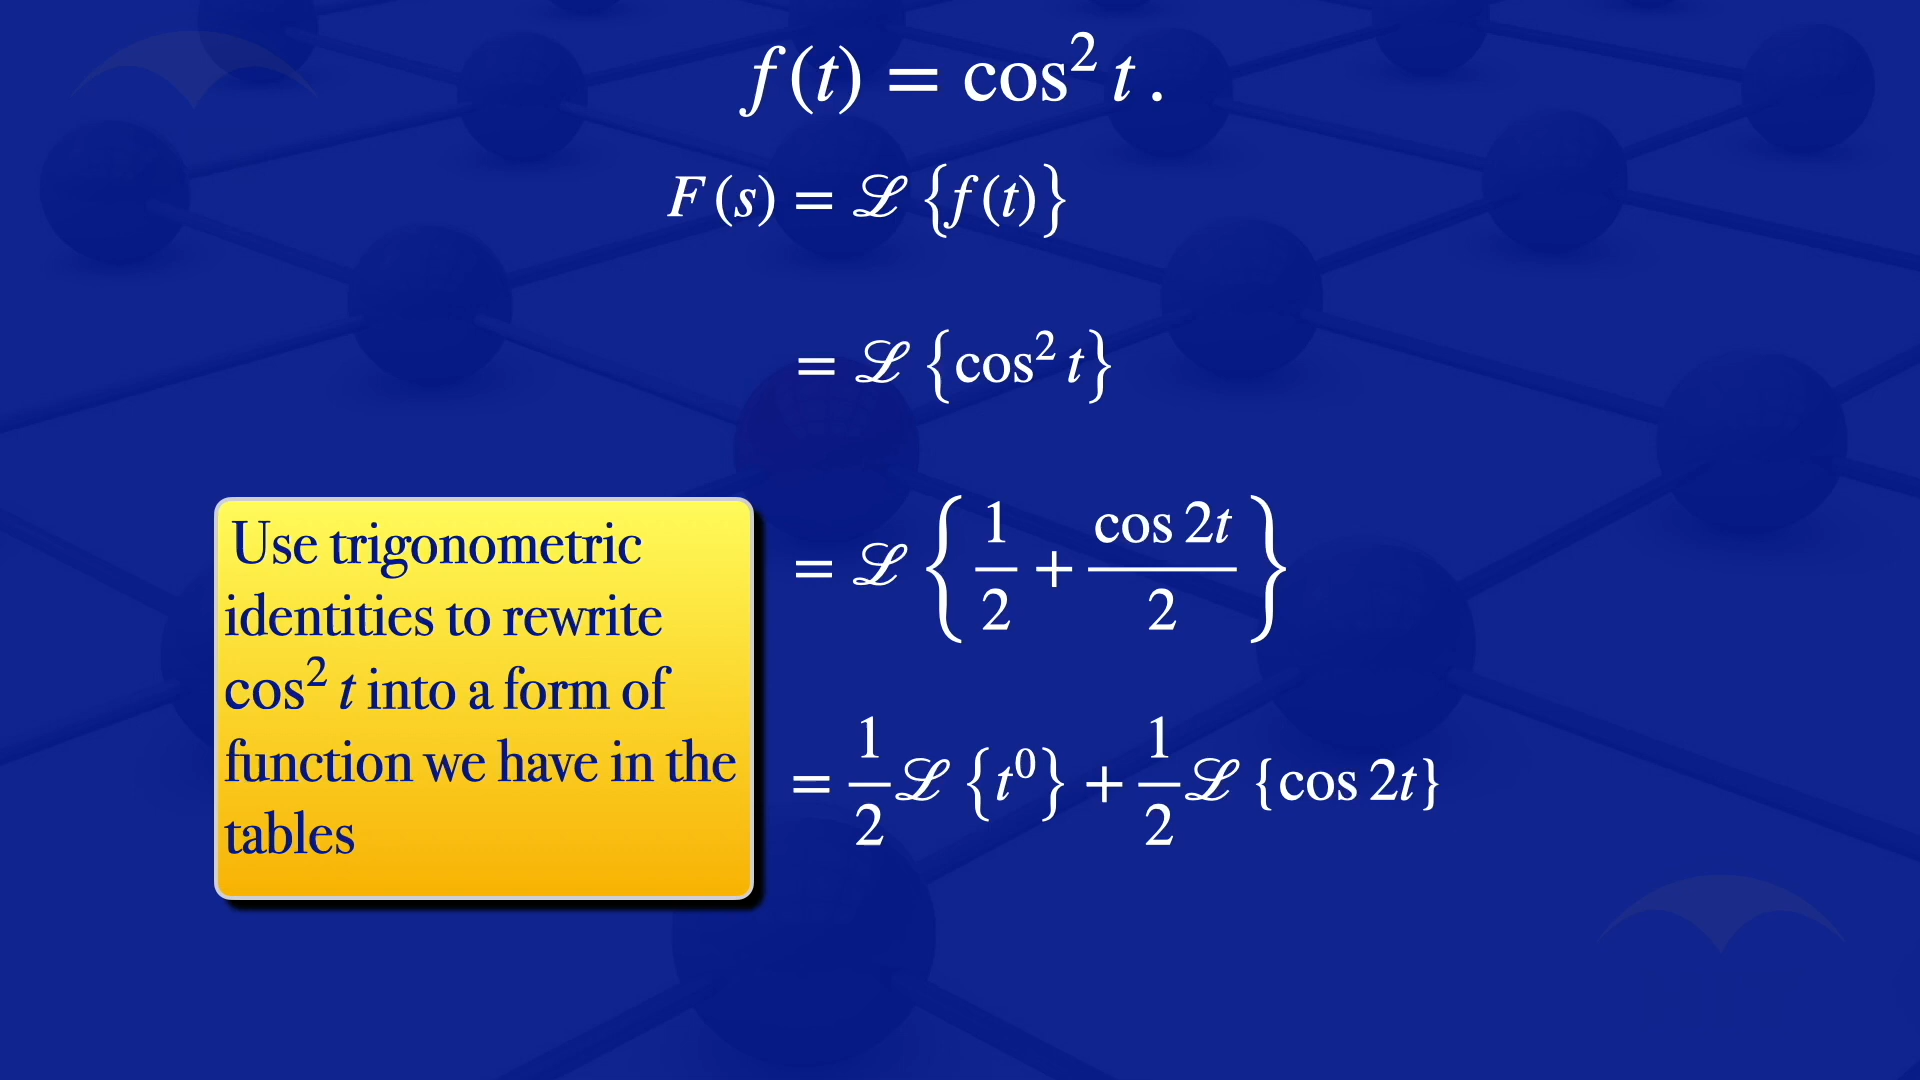 f(t) = cos² t .
F(s) = ℒ {f(t)}
= ℒ {cos² t}
= ℒ {1/2 + cos 2t/2}
Use trigonometric
identities to rewrite
cos² t into a form of
function we have in the
tables
= 1/2 ℒ {t⁰} + 1/2 ℒ {cos 2t}